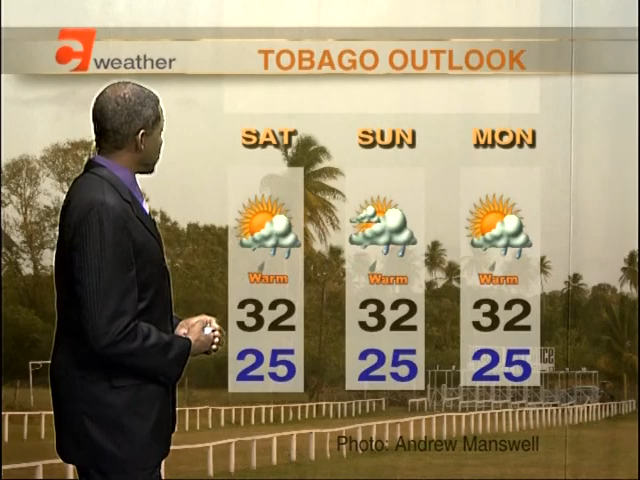 C weather
TOBAGO OUTLOOK
SAT SUN MON
Warm Warm Warm
32 32 32
25 25 25
Photo: Andrew Manswell